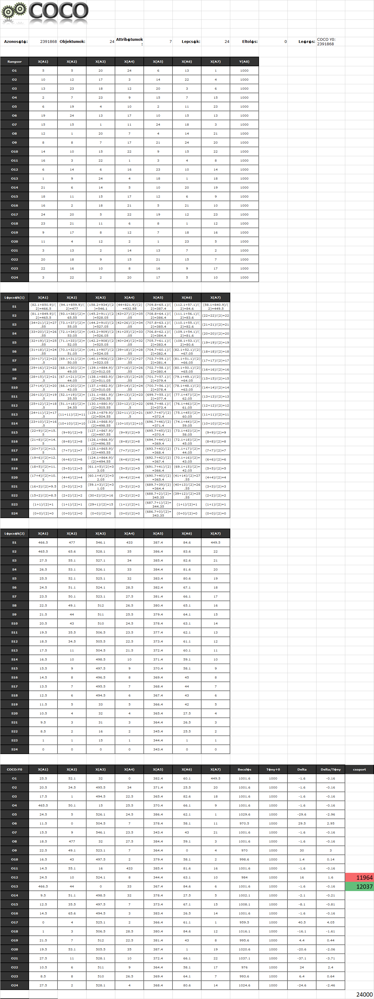 COCO
Azonos�t�: 2391868 Objektumok: 24 Attrib�tumok: 7 Lepcs�k: 24 Eltol�s: 0 Le�r�s: COCO Y0: 2391868
Rangsor X(A1) X(A2) X(A3) X(A4) X(A5) X(A6) X(A7) Y(A8)
O1 5 5 20 24 6 13 1 1000
O2 10 12 17 3 14 22 4 1000
O3 13 23 18 12 20 3 6 1000
O4 2 7 23 9 15 7 15 1000
O5 6 19 4 10 2 11 23 1000
O6 19 24 13 17 10 15 13 1000
O7 15 15 1 11 24 18 3 1000
O8 12 1 20 7 4 14 21 1000
O9 8 8 7 17 21 24 20 1000
O10 14 10 15 22 9 15 22 1000
O11 16 3 22 1 3 4 8 1000
O12 6 14 6 16 23 10 14 1000
O13 1 9 24 4 18 1 18 1000
O14 21 6 14 5 10 20 19 1000
O15 18 11 15 17 12 6 9 1000
O16 16 2 18 21 5 21 10 1000
O17 24 20 5 22 19 12 23 1000
O18 23 21 11 6 8 1 12 1000
O19 9 17 8 12 7 18 16 1000
O20 11 4 12 2 1 23 5 1000
O21 3 13 2 14 13 7 2 1000
O22 20 18 9 15 21 15 7 1000
O23 22 16 10 8 16 9 17 1000
O24 3 22 2 20 17 5 10 1000
L�pcs�k(1) X(A1) X(A2) X(A3) X(A4) X(A5) X(A6) X(A7)
S1 (82.1+850.9)/(2)=466.5 (94.1+859.9)/(2)=477 (158.2+934)/(2)=546.1 (44+821.9)/(2)=432.95 (709.8+65.1)/(2)=387.4 (112.1+57.1)/(2)=84.6 (58.1+840.9)/(2)=449.5
S2 (81.1+849.9)/(2)=465.5 (93.1+38)/(2)=65.55 (145.2+911)/(2)=528.05 (43+27)/(2)=35.05 (708.8+64.1)/(2)=386.4 (111.1+56.1)/(2)=83.6 (22+22)/(2)=22
S3 (34+21)/(2)=27.55 (73.1+37)/(2)=55.05 (144.2+910)/(2)=527.05 (42+26)/(2)=34.05 (707.8+63.1)/(2)=385.4 (110.1+55.1)/(2)=82.6 (21+21)/(2)=21
S4 (33+20)/(2)=26.55 (72.1+34)/(2)=53.05 (143.2+909)/(2)=526.05 (41+25)/(2)=33.05 (706.8+62.1)/(2)=384.4 (109.1+54.1)/(2)=81.6 (20+20)/(2)=20
S5 (32+19)/(2)=25.55 (71.1+33)/(2)=52.05 (142.2+908)/(2)=525.05 (40+24)/(2)=32.05 (705.7+61.1)/(2)=383.4 (108.1+53.1)/(2)=80.6 (19+19)/(2)=19
S6 (31+18)/(2)=24.55 (70.1+32)/(2)=51.05 (141.1+907)/(2)=524.05 (39+18)/(2)=28.55 (704.7+60.1)/(2)=382.4 (82.1+52.1)/(2)=67.05 (18+18)/(2)=18
S7 (30+17)/(2)=23.5 (69.1+31)/(2)=50.05 (140.1+906)/(2)=523.05 (38+17)/(2)=27.55 (703.7+59.1)/(2)=381.4 (81.1+51.1)/(2)=66.05 (17+17)/(2)=17
S8 (29+16)/(2)=22.5 (68.1+30)/(2)=49.05 (139.1+884.9)/(2)=512.05 (37+16)/(2)=26.55 (702.7+58.1)/(2)=380.4 (80.1+50.1)/(2)=65.05 (16+16)/(2)=16
S9 (28+15)/(2)=21.5 (67.1+21)/(2)=44.05 (138.1+883.9)/(2)=511.05 (36+15)/(2)=25.55 (701.7+57.1)/(2)=379.4 (79.1+49.1)/(2)=64.05 (15+15)/(2)=15
S10 (27+14)/(2)=20.5 (66.1+20)/(2)=43.05 (137.1+882.9)/(2)=510.05 (35+14)/(2)=24.55 (700.7+56.1)/(2)=378.4 (78.1+48.1)/(2)=63.05 (14+14)/(2)=14
S11 (26+13)/(2)=19.5 (52.1+19)/(2)=35.55 (131.1+881.9)/(2)=506.55 (34+13)/(2)=23.5 (699.7+55.1)/(2)=377.4 (77.1+47)/(2)=62.05 (13+13)/(2)=13
S12 (25+12)/(2)=18.5 (51.1+18)/(2)=34.55 (130.1+880.9)/(2)=505.55 (33+12)/(2)=22.5 (698.7+48.1)/(2)=373.4 (76.1+46)/(2)=61.05 (12+12)/(2)=12
S13 (24+11)/(2)=17.5 (11+11)/(2)=11 (129.1+879.9)/(2)=504.55 (32+11)/(2)=21.5 (697.7+47)/(2)=372.4 (75.1+45)/(2)=60.05 (11+11)/(2)=11
S14 (23+10)/(2)=16.5 (10+10)/(2)=10 (128.1+868.9)/(2)=498.55 (10+10)/(2)=10 (696.7+46)/(2)=371.4 (74.1+44)/(2)=59.05 (10+10)/(2)=10
S15 (22+9)/(2)=15.5 (9+9)/(2)=9 (127.1+867.9)/(2)=497.55 (9+9)/(2)=9 (695.7+45)/(2)=370.4 (73.1+43)/(2)=58.05 (9+9)/(2)=9
S16 (21+8)/(2)=14.5 (8+8)/(2)=8 (126.1+866.9)/(2)=496.55 (8+8)/(2)=8 (694.7+44)/(2)=369.4 (72.1+18)/(2)=45.05 (8+8)/(2)=8
S17 (20+7)/(2)=13.5 (7+7)/(2)=7 (125.1+865.9)/(2)=495.55 (7+7)/(2)=7 (693.7+43)/(2)=368.4 (71.1+17)/(2)=44.05 (7+7)/(2)=7
S18 (19+6)/(2)=12.5 (6+6)/(2)=6 (124.1+864.9)/(2)=494.55 (6+6)/(2)=6 (692.7+42)/(2)=367.4 (70.1+16)/(2)=43.05 (6+6)/(2)=6
S19 (18+5)/(2)=11.5 (5+5)/(2)=5 (61.1+5)/(2)=33.05 (5+5)/(2)=5 (691.7+41)/(2)=366.4 (69.1+15)/(2)=42.05 (5+5)/(2)=5
S20 (17+4)/(2)=10.5 (4+4)/(2)=4 (60.1+4)/(2)=32.05 (4+4)/(2)=4 (690.7+40)/(2)=365.4 (41+14)/(2)=27.55 (4+4)/(2)=4
S21 (16+3)/(2)=9.5 (3+3)/(2)=3 (59.1+3)/(2)=31.05 (3+3)/(2)=3 (689.7+39)/(2)=364.4 (40+13)/(2)=26.55 (3+3)/(2)=3
S22 (15+2)/(2)=8.5 (2+2)/(2)=2 (30+2)/(2)=16 (2+2)/(2)=2 (688.7+2)/(2)=345.35 (39+12)/(2)=25.55 (2+2)/(2)=2
S23 (1+1)/(2)=1 (1+1)/(2)=1 (29+1)/(2)=15 (1+1)/(2)=1 (687.7+1)/(2)=344.35 (1+1)/(2)=1 (1+1)/(2)=1
S24 (0+0)/(2)=0 (0+0)/(2)=0 (0+0)/(2)=0 (0+0)/(2)=0 (686.7+0)/(2)=343.35 (0+0)/(2)=0 (0+0)/(2)=0
L�pcs�k(2) X(A1) X(A2) X(A3) X(A4) X(A5) X(A6) X(A7)
S1 466.5 477 546.1 433 387.4 84.6 449.5
S2 465.5 65.6 528.1 35 386.4 83.6 22
S3 27.5 55.1 527.1 34 385.4 82.6 21
S4 26.5 53.1 526.1 33 384.4 81.6 20
S5 25.5 52.1 525.1 32 383.4 80.6 19
S6 24.5 51.1 524.1 28.5 382.4 67.1 18
S7 23.5 50.1 523.1 27.5 381.4 66.1 17
S8 22.5 49.1 512 26.5 380.4 65.1 16
S9 21.5 44 511 25.5 379.4 64.1 15
S10 20.5 43 510 24.5 378.4 63.1 14
S11 19.5 35.5 506.5 23.5 377.4 62.1 13
S12 18.5 34.5 505.5 22.5 373.4 61.1 12
S13 17.5 11 504.5 21.5 372.4 60.1 11
S14 16.5 10 498.5 10 371.4 59.1 10
S15 15.5 9 497.5 9 370.4 58.1 9
S16 14.5 8 496.5 8 369.4 45 8
S17 13.5 7 495.5 7 368.4 44 7
S18 12.5 6 494.5 6 367.4 43 6
S19 11.5 5 33 5 366.4 42 5
S20 10.5 4 32 4 365.4 27.5 4
S21 9.5 3 31 3 364.4 26.5 3
S22 8.5 2 16 2 345.4 25.5 2
S23 1 1 15 1 344.4 1 1
S24 0 0 0 0 343.4 0 0
COCO:Y0 X(A1) X(A2) X(A3) X(A4) X(A5) X(A6) X(A7) Becsl�s T�ny+0 Delta Delta/T�ny csoport
O1 25.5 52.1 32 0 382.4 60.1 449.5 1001.6 1000 -1.6 -0.16
O2 20.5 34.5 495.5 34 371.4 25.5 20 1001.6 1000 -1.6 -0.16
O3 17.5 1 494.5 22.5 365.4 82.6 18 1001.6 1000 -1.6 -0.16
O4 465.5 50.1 15 25.5 370.4 66.1 9 1001.6 1000 -1.6 -0.16
O5 24.5 5 526.1 24.5 386.4 62.1 1 1029.6 1000 -29.6 -2.96
O6 11.5 0 504.5 7 378.4 58.1 11 970.5 1000 29.5 2.95
O7 15.5 9 546.1 23.5 343.4 43 21 1001.6 1000 -1.6 -0.16
O8 18.5 477 32 27.5 384.4 59.1 3 1001.6 1000 -1.6 -0.16
O9 22.5 49.1 523.1 7 364.4 0 4 970 1000 30 3
O10 16.5 43 497.5 2 379.4 58.1 2 998.6 1000 1.4 0.14
O11 14.5 55.1 16 433 385.4 81.6 16 1001.6 1000 -1.6 -0.16
O12 24.5 10 524.1 8 344.4 63.1 10 984 1000 16 1.6 11964
O13 466.5 44 0 33 367.4 84.6 6 1001.6 1000 -1.6 -0.16 12037
O14 9.5 51.1 498.5 32 378.4 27.5 5 1002.1 1000 -2.1 -0.21
O15 12.5 35.5 497.5 7 373.4 67.1 15 1008.1 1000 -8.1 -0.81
O16 14.5 65.6 494.5 3 383.4 26.5 14 1001.6 1000 -1.6 -0.16
O17 0 4 525.1 2 366.4 61.1 1 959.5 1000 40.5 4.05
O18 1 3 506.5 28.5 380.4 84.6 12 1016.1 1000 -16.1 -1.61
O19 21.5 7 512 22.5 381.4 43 8 995.6 1000 4.4 0.44
O20 19.5 53.1 505.5 35 387.4 1 19 1020.6 1000 -20.6 -2.06
O21 27.5 11 528.1 10 372.4 66.1 22 1037.1 1000 -37.1 -3.71
O22 10.5 6 511 9 364.4 58.1 17 976 1000 24 2.4
O23 8.5 8 510 26.5 369.4 64.1 7 993.6 1000 6.4 0.64
O24 27.5 2 528.1 4 368.4 80.6 14 1024.6 1000 -24.6 -2.46
24000